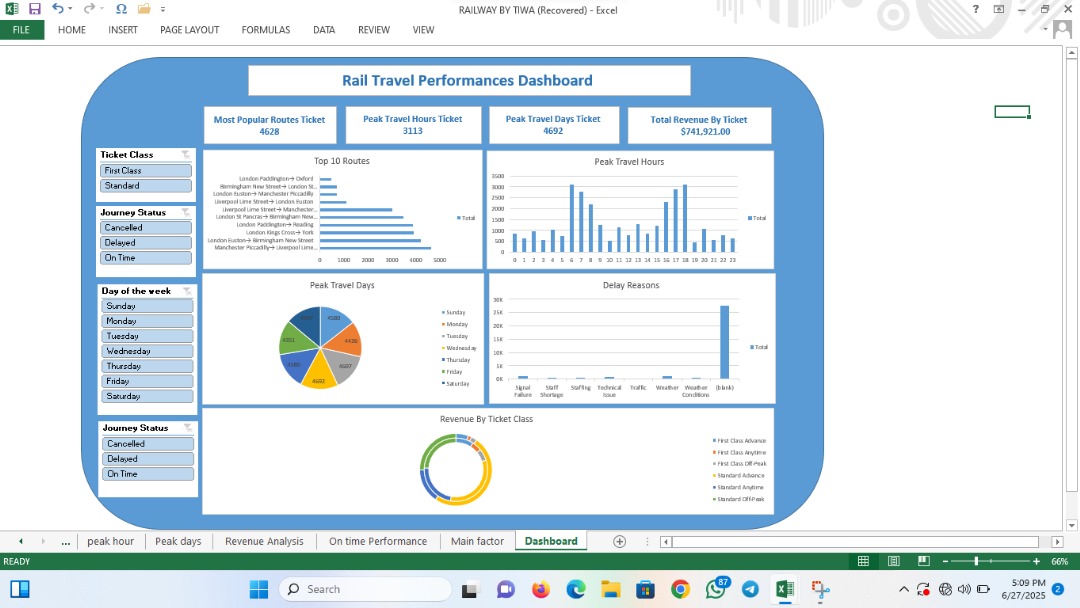 RAILWAY BY TIWA (Recovered) - Excel
FILE
HOME
INSERT
PAGE LAYOUT
FORMULAS
DATA
REVIEW
VIEW
Rail Travel Performances Dashboard
Most Popular Routes Ticket
4628
Peak Travel Hours Ticket
3113
Peak Travel Days Ticket
4692
Total Revenue By Ticket
$741,921.00
Ticket Class
First Class
Standard
Journey Status
Cancelled
Delayed
On Time
Day of the week
Sunday
Monday
Tuesday
Wednesday
Thursday
Friday
Saturday
Journey Status
Cancelled
Delayed
On Time
Top 10 Routes
London Paddington→ Oxford
Birmingham New Street→ London St...
London Euston→ Manchester Piccadilly
Liverpool Lime Street→ London Euston
Liverpool Lime Street→ Manchester...
London St Pancras→ Birmingham New...
London Paddington→ Reading
London Kings Cross→ York
London Euston→ Birmingham New Street
Manchester Piccadilly→ Liverpool Lime...
0 1000 2000 3000 4000 5000
Total
Peak Travel Hours
3500
3000
2500
2000
1500
1000
500
0
0 1 2 3 4 5 6 7 8 9 10 11 12 13 14 15 16 17 18 19 20 21 22 23
Total
Peak Travel Days
4380
4436
4607
4692
4351
Sunday
Monday
Tuesday
Wednesday
Thursday
Friday
Saturday
Delay Reasons
30K
25K
20K
15K
10K
5K
0K
Signal Failure
Staff Shortage
Staffing
Technical Issue
Traffic
Weather
Weather Conditions
(blank)
Total
Revenue By Ticket Class
First Class Advance
First Class Anytime
First Class Off-Peak
Standard Advance
Standard Anytime
Standard Off-Peak
...
peak hour
Peak days
Revenue Analysis
On time Performance
Main factor
Dashboard
READY
66%
Search
87
5:09 PM
6/27/2025
2